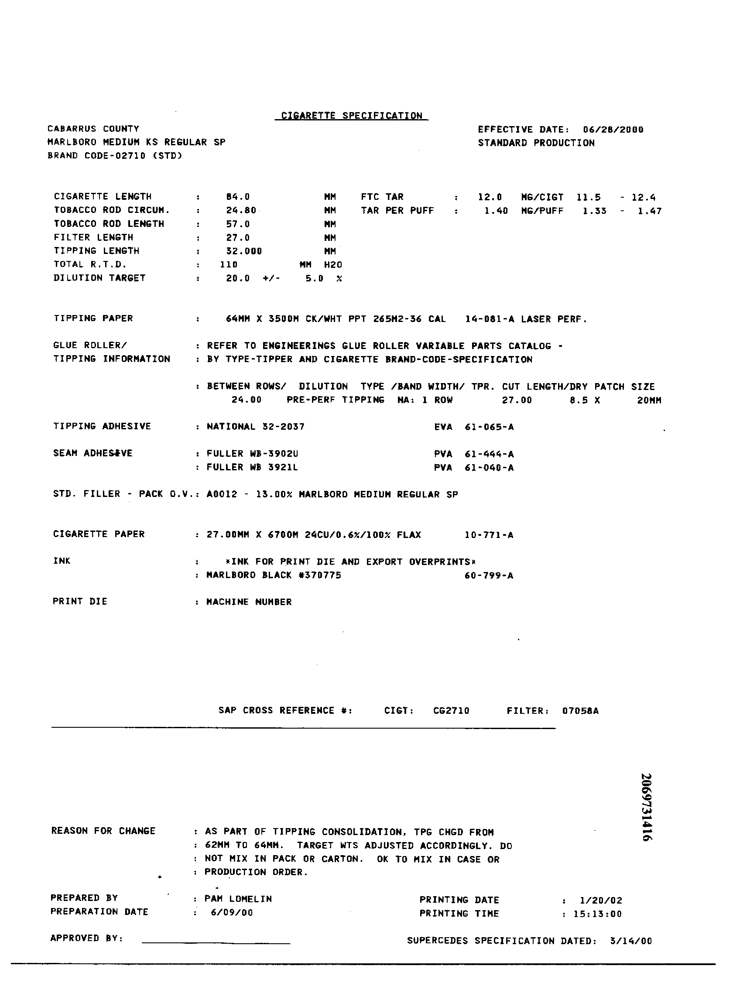 CIGARETTE SPECIFICATION
CABARRUS COUNTY EFFECTIVE DATE: 06/28/2000
MARLBORO MEDIUM KS REGULAR SP STANDARD PRODUCTION
BRAND CODE-02710 (STD)
CIGARETTE LENGTH : 84.0 MM FTC TAR : 12.0 MG/CIGT 11.5 - 12.4
TOBACCO ROD CIRCUM. : 24.80 MM TAR PER PUFF : 1.40 MG/PUFF 1.33 - 1.47
TOBACCO ROD LENGTH : 57.0 MM
FILTER LENGTH : 27.0 MM
TIPPING LENGTH : 32.000 MM
TOTAL R.T.D. : 110 MM H2O
DILUTION TARGET : 20.0 +/- 5.0 %
TIPPING PAPER : 64MM X 3500M CK/WHT PPT 265M2-36 CAL 14-081-A LASER PERF.
GLUE ROLLER/ : REFER TO ENGINEERINGS GLUE ROLLER VARIABLE PARTS CATALOG -
TIPPING INFORMATION : BY TYPE-TIPPER AND CIGARETTE BRAND-CODE-SPECIFICATION
: BETWEEN ROWS/ DILUTION TYPE /BAND WIDTH/ TPR. CUT LENGTH/DRY PATCH SIZE
24.00 PRE-PERF TIPPING NA: 1 ROW 27.00 8.5 X 20MM
TIPPING ADHESIVE : NATIONAL 32-2037 EVA 61-065-A
SEAM ADHESIVE : FULLER WB-3902U PVA 61-444-A
: FULLER WB 3921L PVA 61-040-A
STD. FILLER - PACK O.V.: A0012 - 13.00% MARLBORO MEDIUM REGULAR SP
CIGARETTE PAPER : 27.00MM X 6700M 24CU/0.6%/100% FLAX 10-771-A
INK : *INK FOR PRINT DIE AND EXPORT OVERPRINTS*
: MARLBORO BLACK #370775 60-799-A
PRINT DIE : MACHINE NUMBER
SAP CROSS REFERENCE #: CIGT: CG2710 FILTER: 07058A
2069731416
REASON FOR CHANGE : AS PART OF TIPPING CONSOLIDATION, TPG CHGD FROM
: 62MM TO 64MM. TARGET WTS ADJUSTED ACCORDINGLY. DO
: NOT MIX IN PACK OR CARTON. OK TO MIX IN CASE OR
: PRODUCTION ORDER.
PREPARED BY : PAM LOMELIN PRINTING DATE : 1/20/02
PREPARATION DATE : 6/09/00 PRINTING TIME : 15:13:00
APPROVED BY: SUPERCEDES SPECIFICATION DATED: 3/14/00